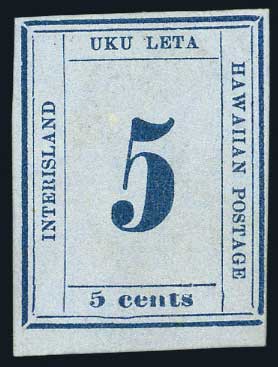 UKU LETA
INTERISLAND
5
HAWAIIAN POSTAGE
5 cents